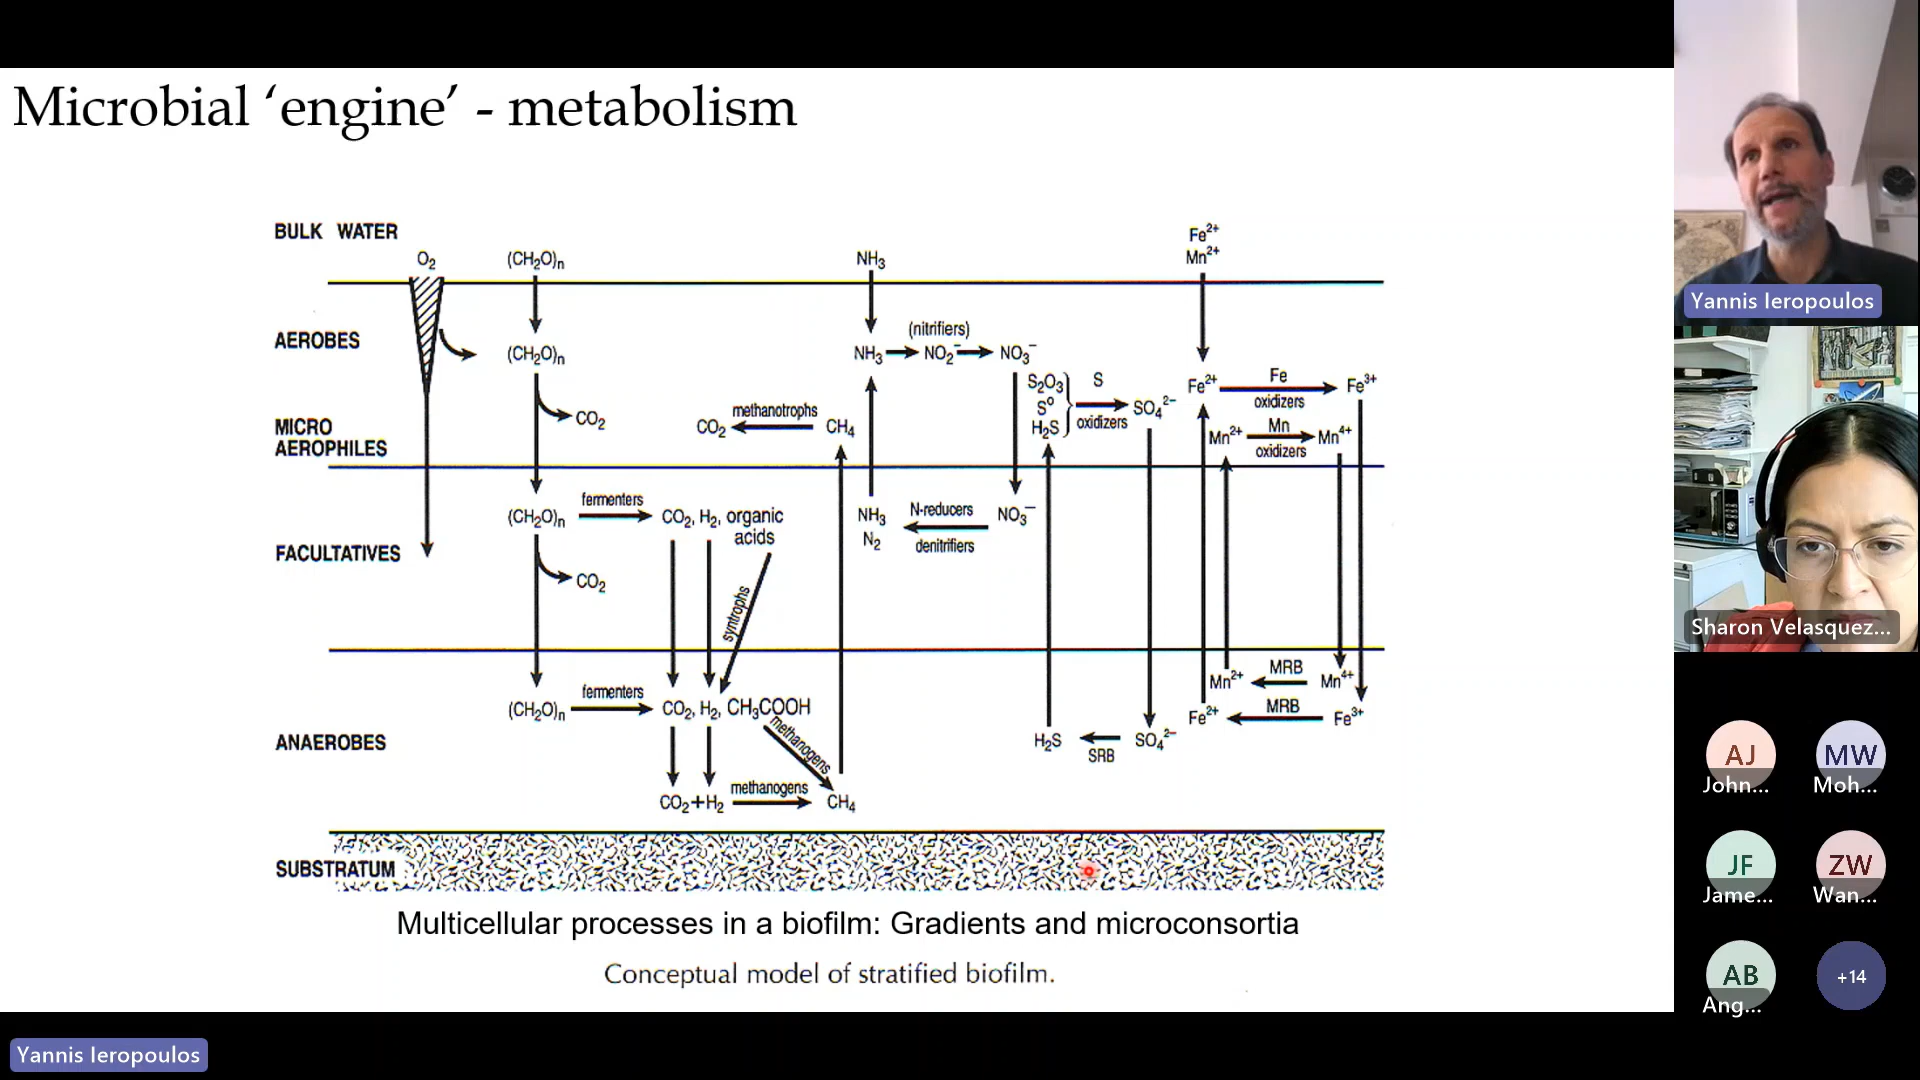 Microbial ‘engine’ - metabolism
BULK WATER
O₂
(CH₂O)ₙ
NH₃
Fe²⁺
Mn²⁺
AEROBES
(CH₂O)ₙ
(nitrifiers)
NH₃
NO₂⁻
NO₃⁻
S₂O₃
S°
H₂S
S
oxidizers
SO₄²⁻
Fe²⁺
Fe
oxidizers
Fe³⁺
MICRO
AEROPHILES
CO₂
CO₂
methanotrophs
CH₄
Mn²⁺
Mn
oxidizers
Mn⁴⁺
FACULTATIVES
(CH₂O)ₙ
fermenters
CO₂, H₂, organic
acids
CO₂
syntrophs
NH₃
N₂
N-reducers
denitrifiers
NO₃⁻
ANAEROBES
(CH₂O)ₙ
fermenters
CO₂, H₂, CH₃COOH
methanogens
CO₂+H₂
methanogens
CH₄
H₂S
SRB
SO₄²⁻
Mn²⁺
MRB
Mn⁴⁺
Fe²⁺
MRB
Fe³⁺
SUBSTRATUM
Multicellular processes in a biofilm: Gradients and microconsortia
Conceptual model of stratified biofilm.
Yannis Ieropoulos
Yannis Ieropoulos
Sharon Velasquez...
AJ
John...
MW
Moh...
JF
Jame...
ZW
Wan...
AB
Ang...
+14